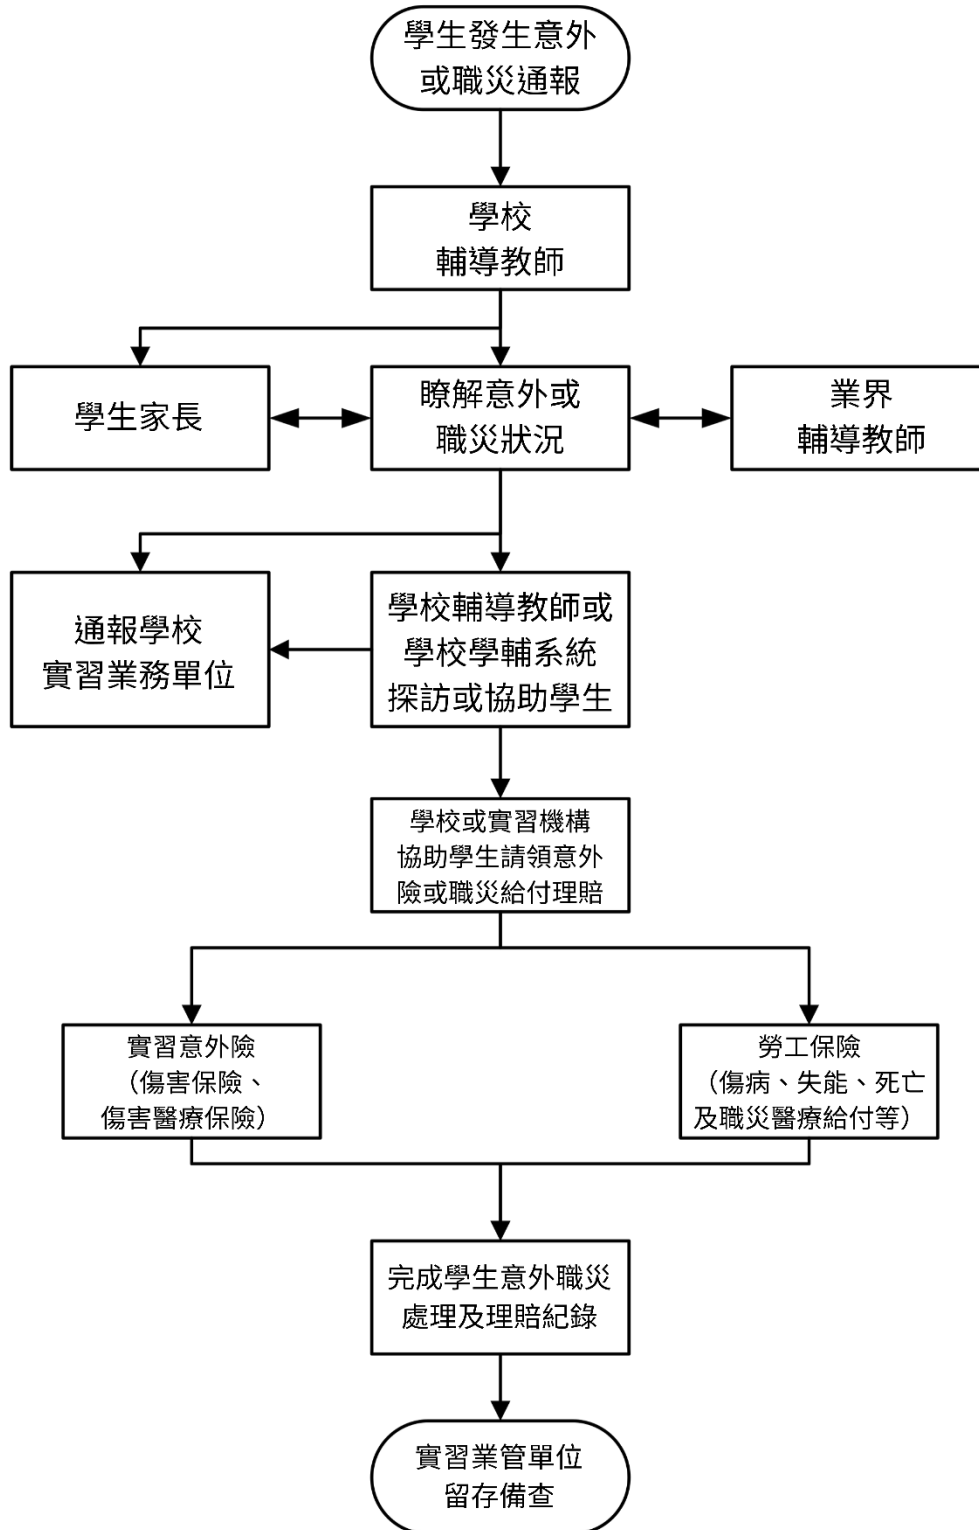 學生發生意外
或職災通報
學校
輔導教師
學生家長
瞭解意外或
職災狀況
業界
輔導教師
通報學校
實習業務單位
學校輔導教師或
學校學輔系統
探訪或協助學生
學校或實習機構
協助學生請領意外
險或職災給付理賠
實習意外險
（傷害保險、
傷害醫療保險）
勞工保險
（傷病、失能、死亡
及職災醫療給付等）
完成學生意外職災
處理及理賠紀錄
實習業管單位
留存備查